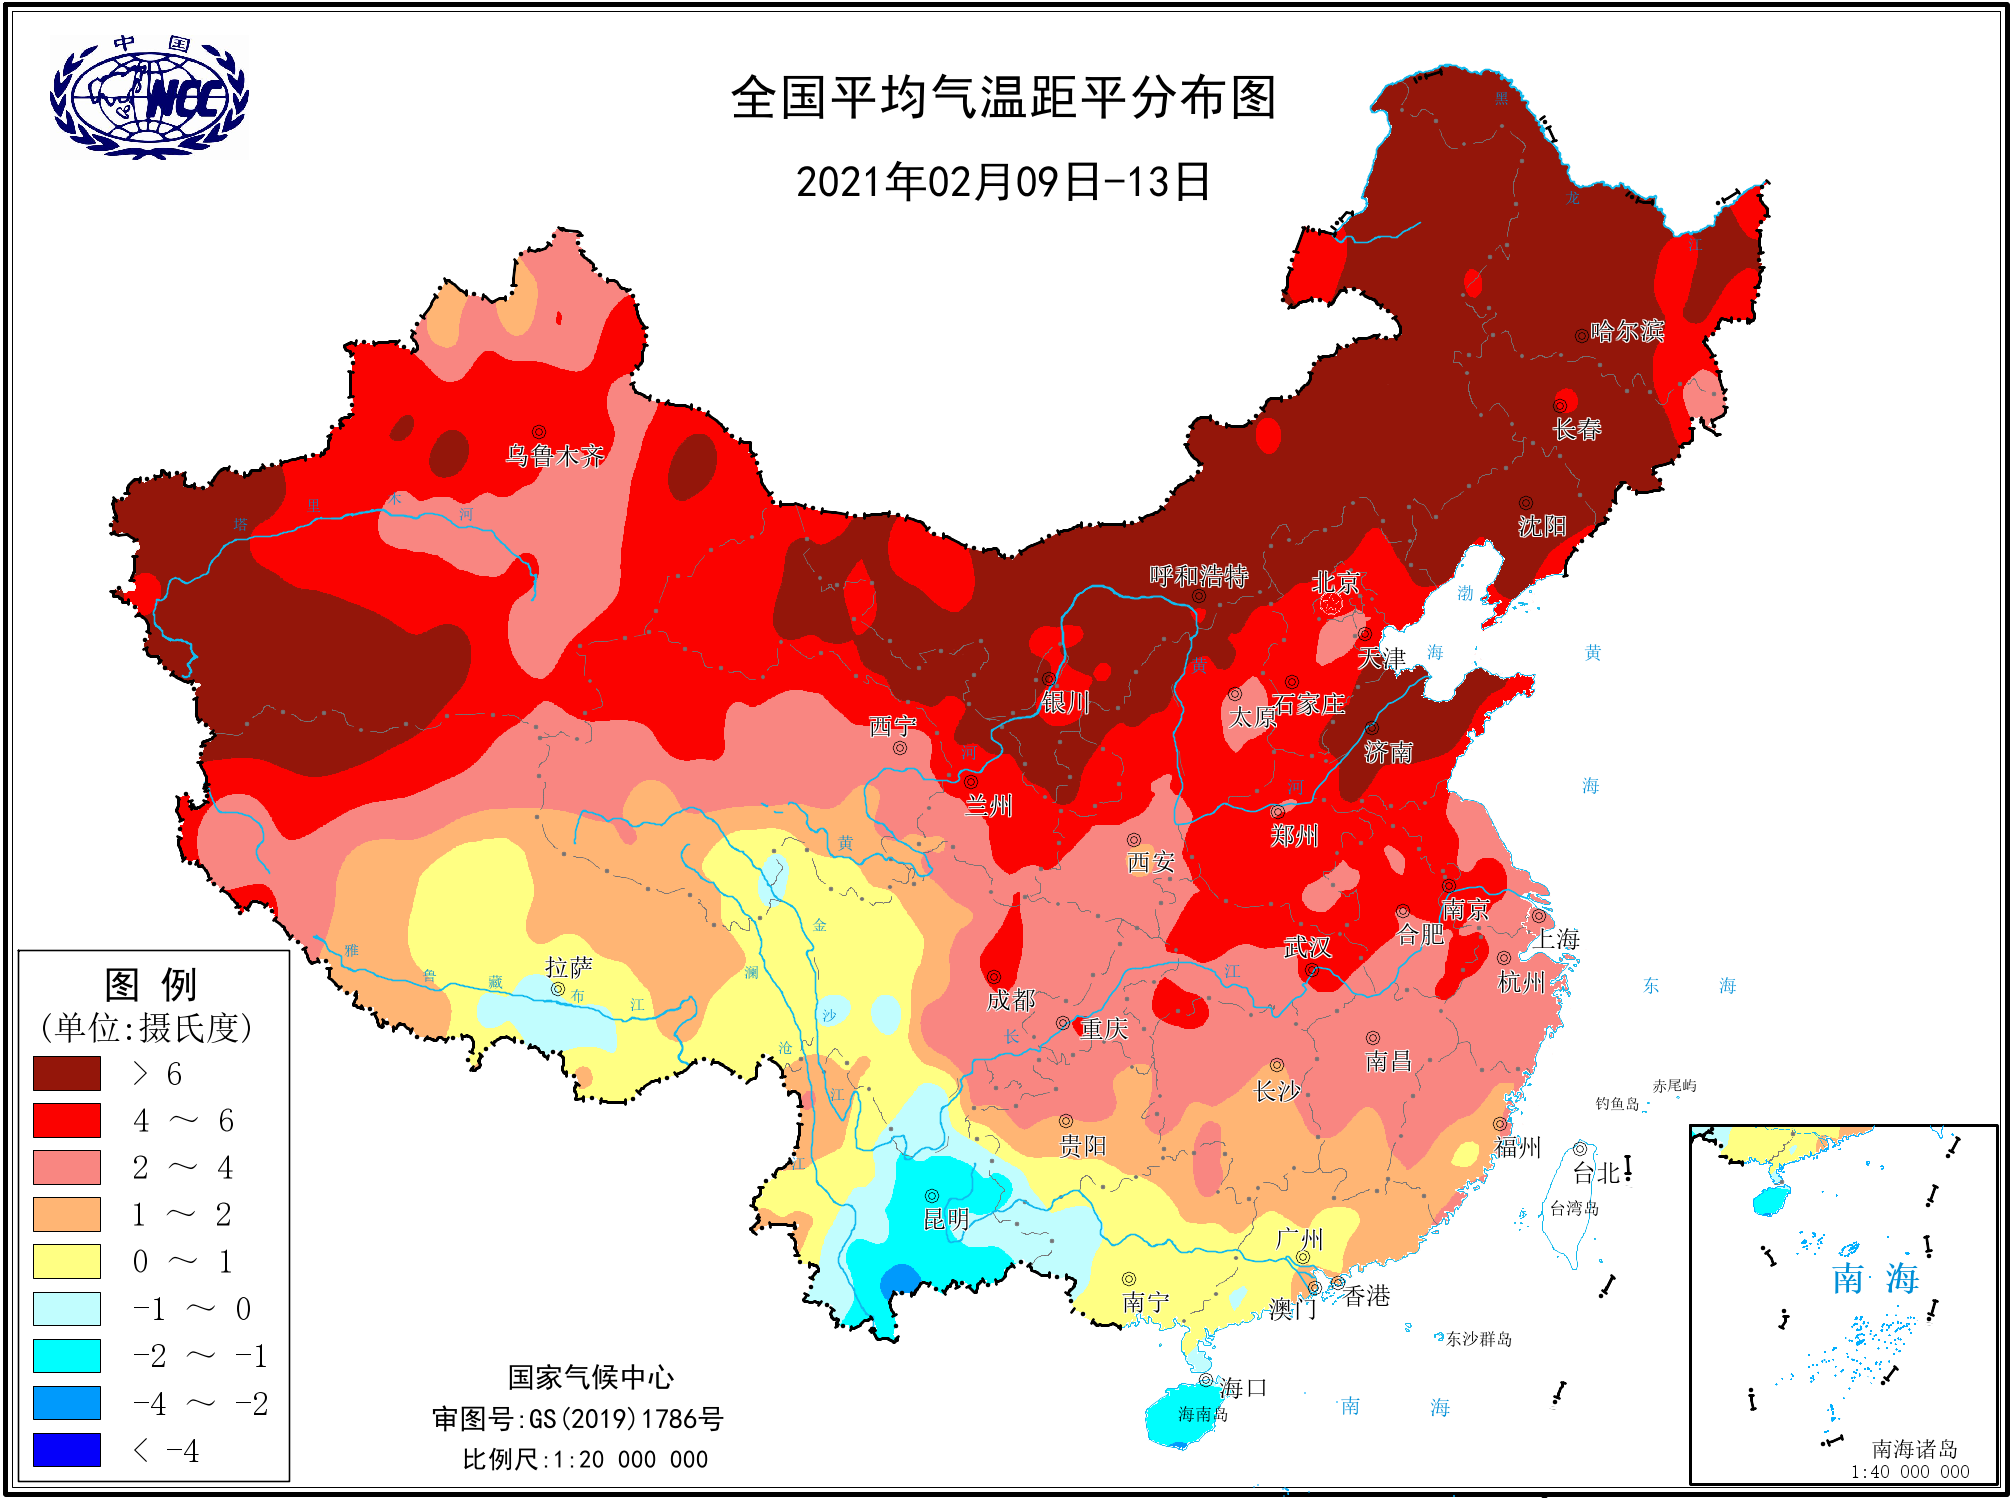 中国
NCC
全国平均气温距平分布图
2021年02月09日-13日
黑
龙
江
哈尔滨
长春
乌鲁木齐
塔
里
木
河
沈阳
呼和浩特
北京
渤
海
黄
海
天津
黄
银川
石家庄
太原
西宁
济南
河
兰州
河
郑州
黄
西安
南京
金
合肥
上海
武汉
雅
鲁
藏
布
江
拉萨
澜
江
杭州
东 海
成都
沙
长
重庆
沧
南昌
江
长沙
赤尾屿
钓鱼岛
贵阳
福州
江
台北
台湾岛
昆明
广州
南宁
澳门
香港
东沙群岛
海口
海南岛
南 海
图 例
(单位:摄氏度)
> 6
4 ～ 6
2 ～ 4
1 ～ 2
0 ～ 1
-1 ～ 0
-2 ～ -1
-4 ～ -2
< -4
国家气候中心
审图号:GS(2019)1786号
比例尺:1:20 000 000
南 海
南海诸岛
1:40 000 000